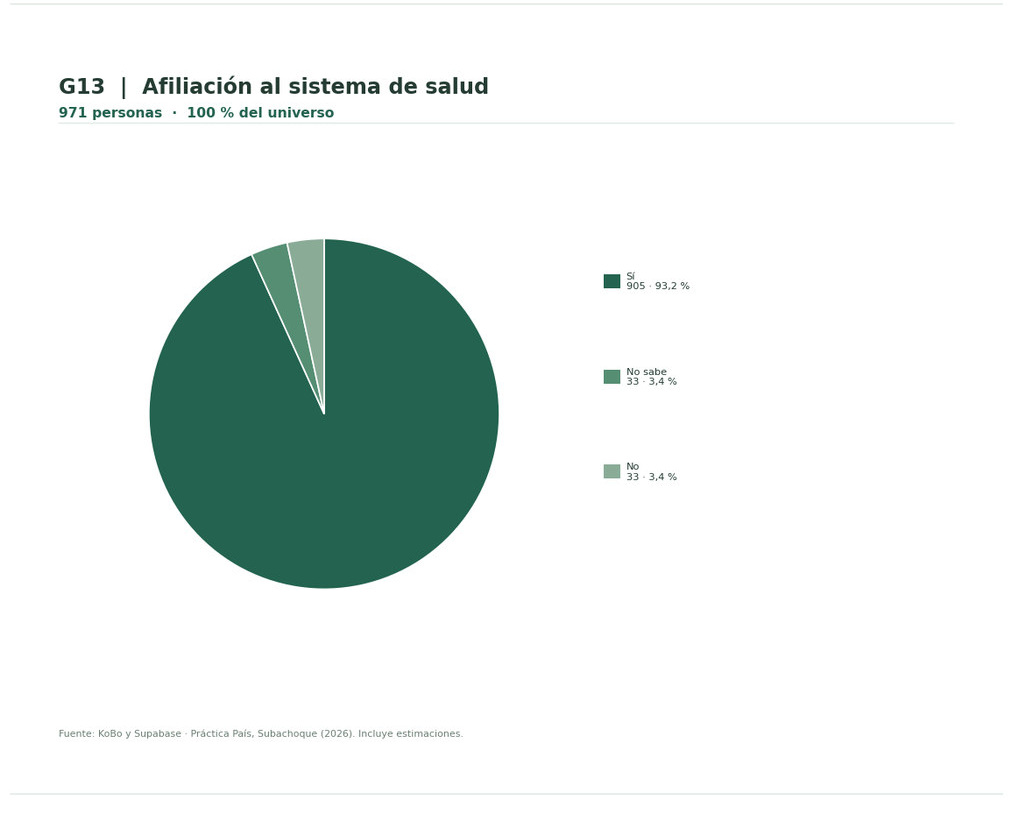 G13 | Afiliación al sistema de salud
971 personas · 100 % del universo
Sí
905 · 93,2 %
No sabe
33 · 3,4 %
No
33 · 3,4 %
Fuente: KoBo y Supabase · Práctica País, Subachoque (2026). Incluye estimaciones.